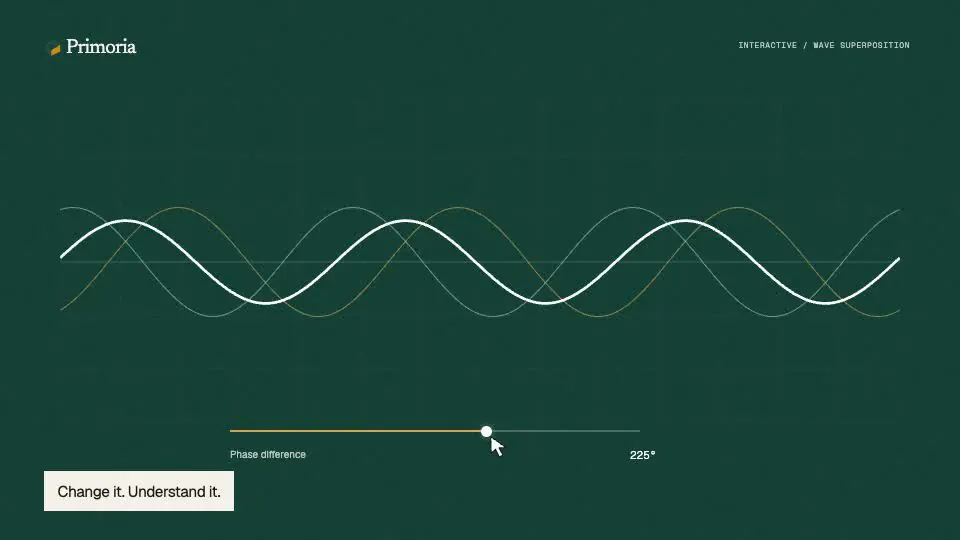 Primoria
INTERACTIVE / WAVE SUPERPOSITION
Phase difference
225°
Change it. Understand it.